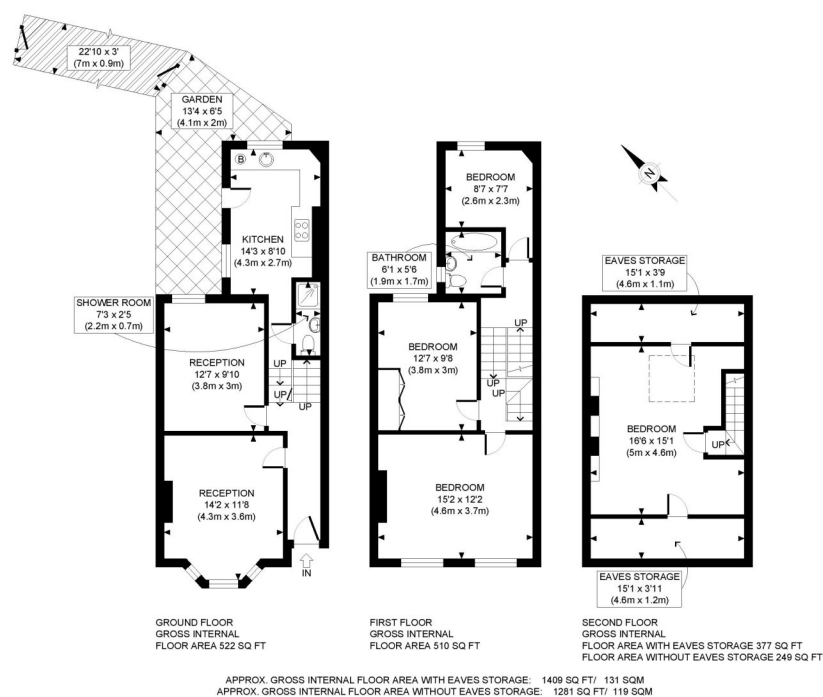 22'10 x 3'
(7m x 0.9m)
GARDEN
13'4 x 6'5
(4.1m x 2m)
B
KITCHEN
14'3 x 8'10
(4.3m x 2.7m)
SHOWER ROOM
7'3 x 2'5
(2.2m x 0.7m)
RECEPTION
12'7 x 9'10
(3.8m x 3m)
UP
UP
UP
RECEPTION
14'2 x 11'8
(4.3m x 3.6m)
IN
GROUND FLOOR
GROSS INTERNAL
FLOOR AREA 522 SQ FT
BEDROOM
8'7 x 7'7
(2.6m x 2.3m)
BATHROOM
6'1 x 5'6
(1.9m x 1.7m)
BEDROOM
12'7 x 9'8
(3.8m x 3m)
UP
UP
UP
BEDROOM
15'2 x 12'2
(4.6m x 3.7m)
FIRST FLOOR
GROSS INTERNAL
FLOOR AREA 510 SQ FT
N
EAVES STORAGE
15'1 x 3'9
(4.6m x 1.1m)
BEDROOM
16'6 x 15'1
(5m x 4.6m)
UP
EAVES STORAGE
15'1 x 3'11
(4.6m x 1.2m)
SECOND FLOOR
GROSS INTERNAL
FLOOR AREA WITH EAVES STORAGE 377 SQ FT
FLOOR AREA WITHOUT EAVES STORAGE 249 SQ FT
APPROX. GROSS INTERNAL FLOOR AREA WITH EAVES STORAGE: 1409 SQ FT/ 131 SQM
APPROX. GROSS INTERNAL FLOOR AREA WITHOUT EAVES STORAGE: 1281 SQ FT/ 119 SQM